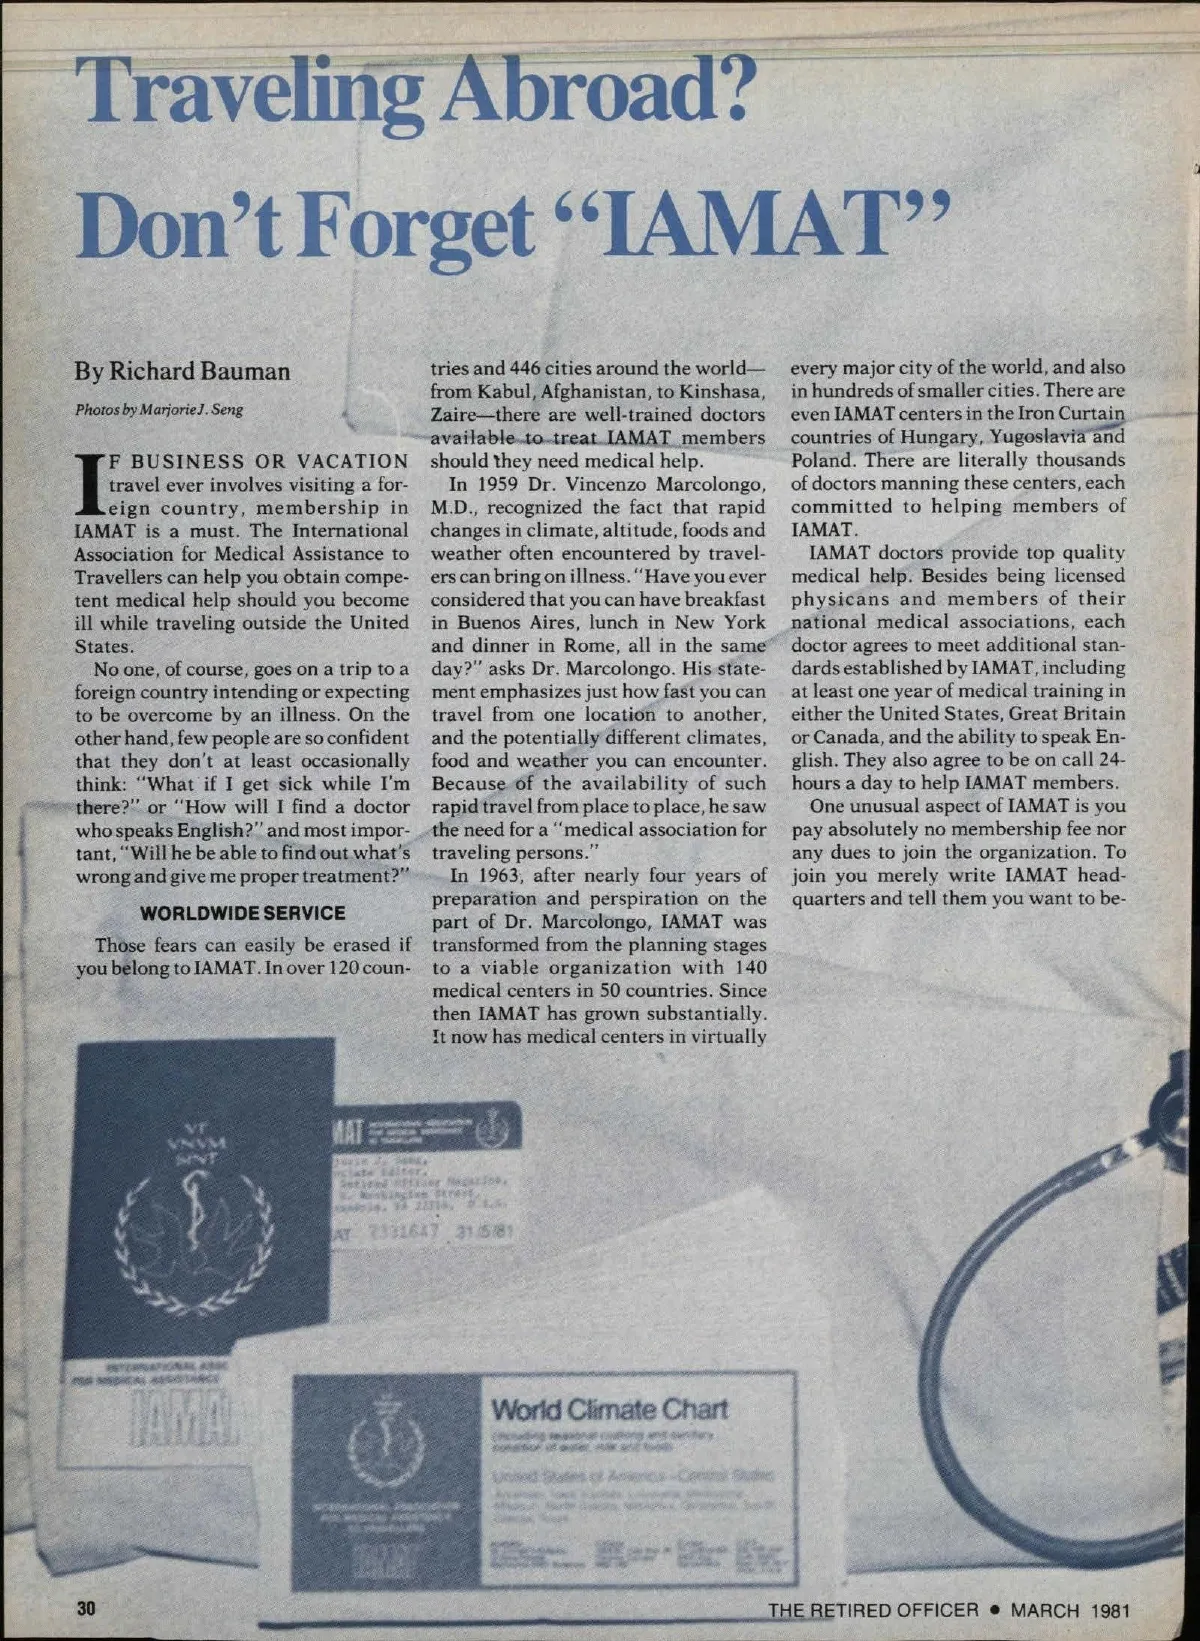 Traveling Abroad?
Don't Forget “IAMAT”
By Richard Bauman
Photos by Marjorie J. Seng
IF BUSINESS OR VACATION
travel ever involves visiting a for-
eign country, membership in
IAMAT is a must. The International
Association for Medical Assistance to
Travellers can help you obtain compe-
tent medical help should you become
ill while traveling outside the United
States.
No one, of course, goes on a trip to a
foreign country intending or expecting
to be overcome by an illness. On the
other hand, few people are so confident
that they don't at least occasionally
think: “What if I get sick while I'm
there?” or “How will I find a doctor
who speaks English?” and most impor-
tant, “Will he be able to find out what's
wrong and give me proper treatment?”
WORLDWIDE SERVICE
Those fears can easily be erased if
you belong to IAMAT. In over 120 coun-
tries and 446 cities around the world—
from Kabul, Afghanistan, to Kinshasa,
Zaire—there are well-trained doctors
available to treat IAMAT members
should they need medical help.
In 1959 Dr. Vincenzo Marcolongo,
M.D., recognized the fact that rapid
changes in climate, altitude, foods and
weather often encountered by travel-
ers can bring on illness. “Have you ever
considered that you can have breakfast
in Buenos Aires, lunch in New York
and dinner in Rome, all in the same
day?” asks Dr. Marcolongo. His state-
ment emphasizes just how fast you can
travel from one location to another,
and the potentially different climates,
food and weather you can encounter.
Because of the availability of such
rapid travel from place to place, he saw
the need for a “medical association for
traveling persons.”
In 1963, after nearly four years of
preparation and perspiration on the
part of Dr. Marcolongo, IAMAT was
transformed from the planning stages
to a viable organization with 140
medical centers in 50 countries. Since
then IAMAT has grown substantially.
It now has medical centers in virtually
every major city of the world, and also
in hundreds of smaller cities. There are
even IAMAT centers in the Iron Curtain
countries of Hungary, Yugoslavia and
Poland. There are literally thousands
of doctors manning these centers, each
committed to helping members of
IAMAT.
IAMAT doctors provide top quality
medical help. Besides being licensed
physicans and members of their
national medical associations, each
doctor agrees to meet additional stan-
dards established by IAMAT, including
at least one year of medical training in
either the United States, Great Britain
or Canada, and the ability to speak En-
glish. They also agree to be on call 24-
hours a day to help IAMAT members.
One unusual aspect of IAMAT is you
pay absolutely no membership fee nor
any dues to join the organization. To
join you merely write IAMAT head-
quarters and tell them you want to be-
VT
VNVM
SINT
MAT
31/5/81
INTERNATIONAL ASSO
FOR MEDICAL ASSISTANCE
IAMA
World Climate Chart
United States of America—Central States
30
THE RETIRED OFFICER • MARCH 1981